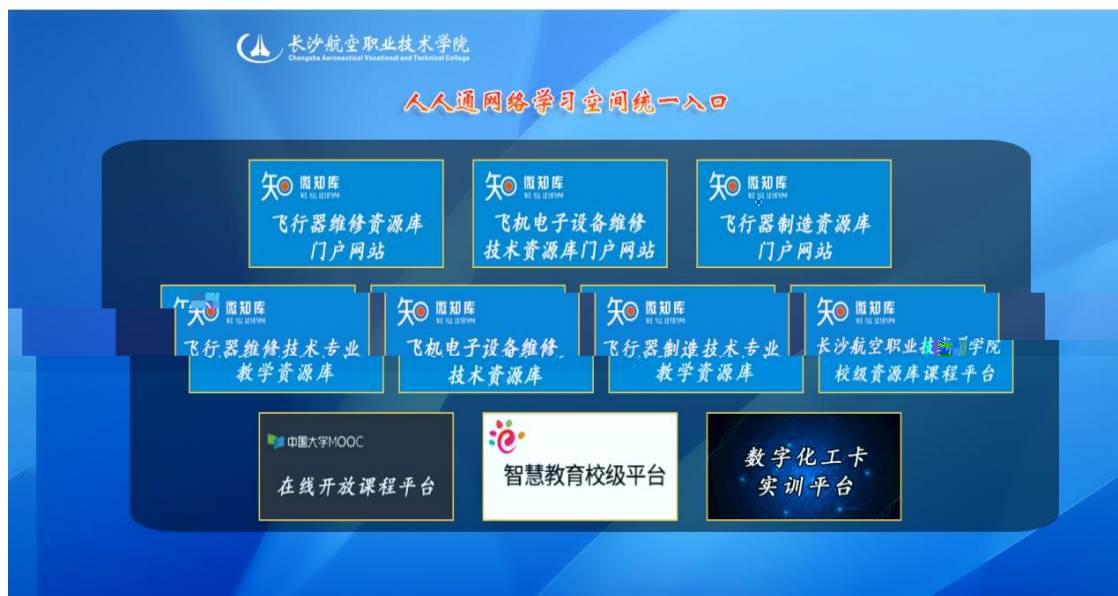 长沙航空职业技术学院
Changsha Aeronautical Vocational and Technical College
人人通网络学习空间统一入口
知 微知库
飞行器维修资源库
门户网站
知 微知库
飞机电子设备维修
技术资源库门户网站
知 微知库
飞行器制造资源库
门户网站
知 微知库
飞行器维修技术专业
教学资源库
知 微知库
飞机电子设备维修
技术资源库
知 微知库
飞行器制造技术专业
教学资源库
知 微知库
长沙航空职业技术学院
校级资源库课程平台
中国大学MOOC
在线开放课程平台
智慧教育校级平台
数字化工卡
实训平台